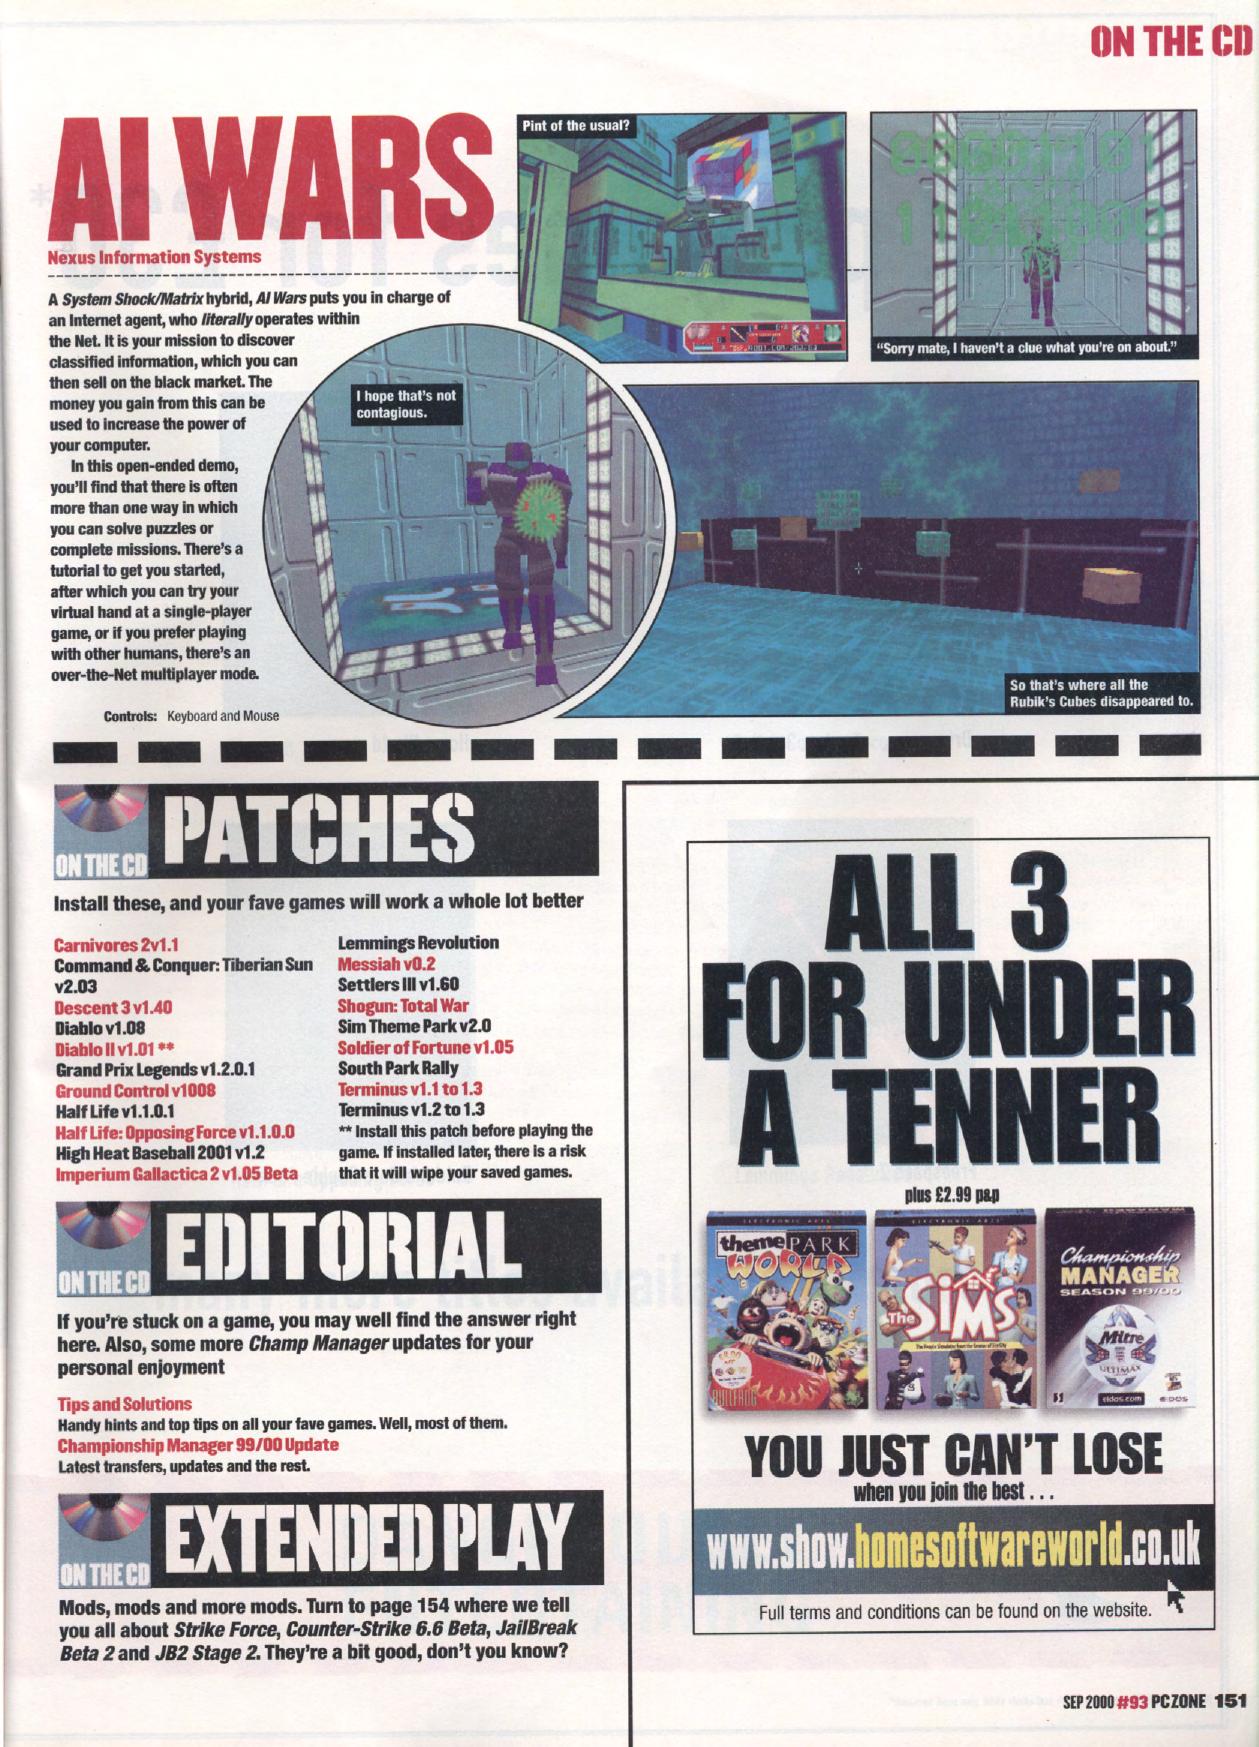 ON THE CD
AI WARS
Nexus Information Systems
A System Shock/Matrix hybrid, AI Wars puts you in charge of
an Internet agent, who literally operates within
the Net. It is your mission to discover
classified information, which you can
then sell on the black market. The
money you gain from this can be
used to increase the power of
your computer.
In this open-ended demo,
you'll find that there is often
more than one way in which
you can solve puzzles or
complete missions. There's a
tutorial to get you started,
after which you can try your
virtual hand at a single-player
game, or if you prefer playing
with other humans, there's an
over-the-Net multiplayer mode.
Controls: Keyboard and Mouse
Pint of the usual?
"Sorry mate, I haven't a clue what you're on about."
I hope that's not
contagious.
So that's where all the
Rubik's Cubes disappeared to.
ON THE CD
PATCHES
Install these, and your fave games will work a whole lot better
Carnivores 2v1.1
Command & Conquer: Tiberian Sun
v2.03
Descent 3 v1.40
Diablo v1.08
Diablo II v1.01 **
Grand Prix Legends v1.2.0.1
Ground Control v1008
Half Life v1.1.0.1
Half Life: Opposing Force v1.1.0.0
High Heat Baseball 2001 v1.2
Imperium Gallactica 2 v1.05 Beta
Lemmings Revolution
Messiah v0.2
Settlers III v1.60
Shogun: Total War
Sim Theme Park v2.0
Soldier of Fortune v1.05
South Park Rally
Terminus v1.1 to 1.3
Terminus v1.2 to 1.3
** Install this patch before playing the
game. If installed later, there is a risk
that it will wipe your saved games.
ON THE CD
EDITORIAL
If you're stuck on a game, you may well find the answer right
here. Also, some more Champ Manager updates for your
personal enjoyment
Tips and Solutions
Handy hints and top tips on all your fave games. Well, most of them.
Championship Manager 99/00 Update
Latest transfers, updates and the rest.
ON THE CD
EXTENDED PLAY
Mods, mods and more mods. Turn to page 154 where we tell
you all about Strike Force, Counter-Strike 6.6 Beta, JailBreak
Beta 2 and JB2 Stage 2. They're a bit good, don't you know?
ALL 3
FOR UNDER
A TENNER
plus £2.99 p&p
ELECTRONIC ARTS
theme PARK
WORLD
BULLFROG
ELECTRONIC ARTS
The SIMS
Championship
MANAGER
SEASON 99/00
Mitre
ULTIMAX
eidos.com
EIDOS
YOU JUST CAN'T LOSE
when you join the best . . .
www.show.homesoftwareworld.co.uk
Full terms and conditions can be found on the website.
SEP 2000 #93 PC ZONE 151